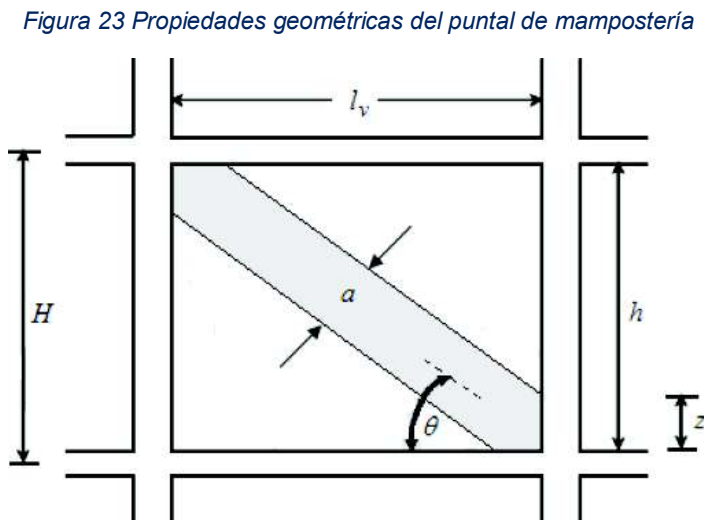 Figura 23 Propiedades geométricas del puntal de mampostería
l_v
a
H
h
θ
z